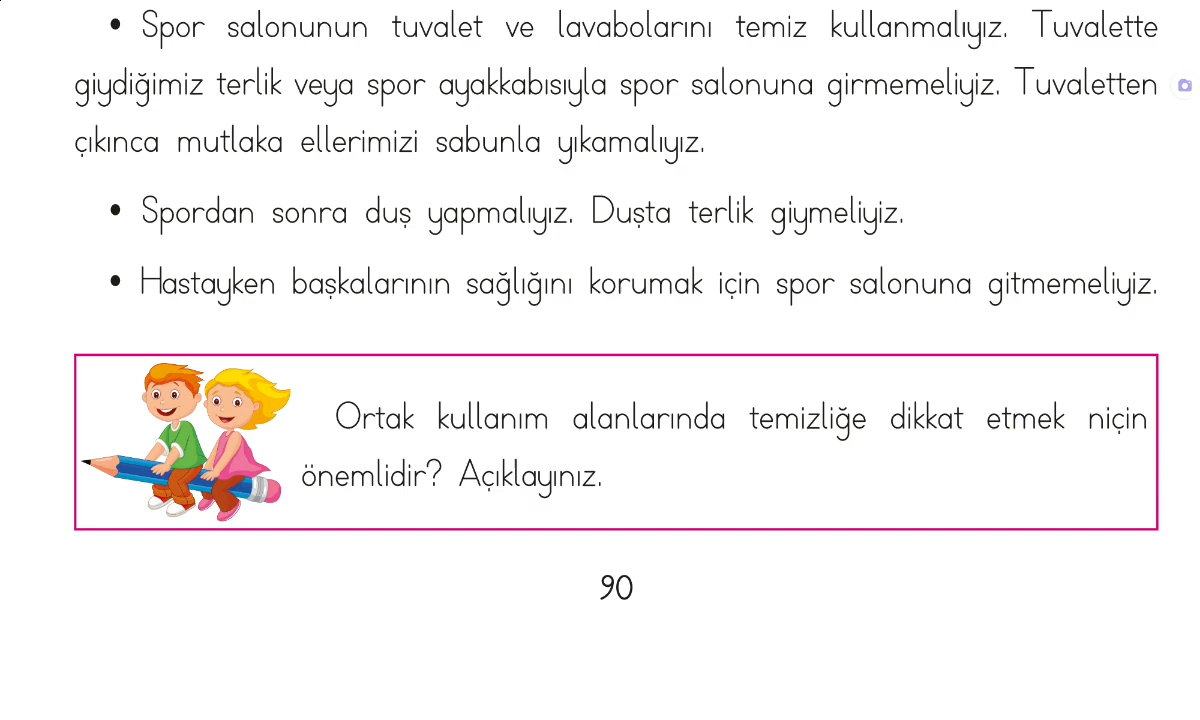 • Spor salonunun tuvalet ve lavabolarını temiz kullanmalıyız. Tuvalette
giydiğimiz terlik veya spor ayakkabısıyla spor salonuna girmemeliyiz. Tuvaletten
çıkınca mutlaka ellerimizi sabunla yıkamalıyız.
• Spordan sonra duş yapmalıyız. Duşta terlik giymeliyiz.
• Hastayken başkalarının sağlığını korumak için spor salonuna gitmemeliyiz.
Ortak kullanım alanlarında temizliğe dikkat etmek niçin
önemlidir? Açıklayınız.
90